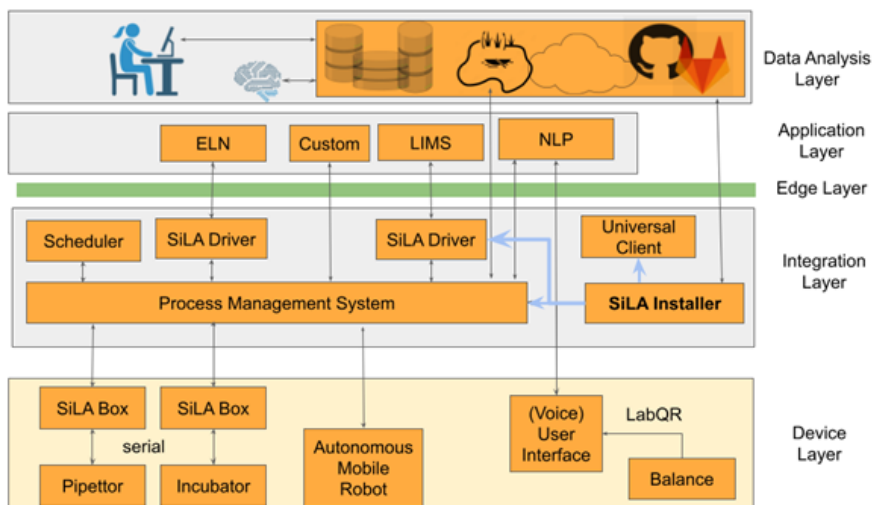 Data Analysis
Layer
ELN
Custom
LIMS
NLP
Application
Layer
Edge Layer
Scheduler
SiLA Driver
SiLA Driver
Universal
Client
Integration
Layer
Process Management System
SiLA Installer
SiLA Box
SiLA Box
serial
Pipettor
Incubator
Autonomous
Mobile
Robot
(Voice)
User
Interface
LabQR
Balance
Device
Layer